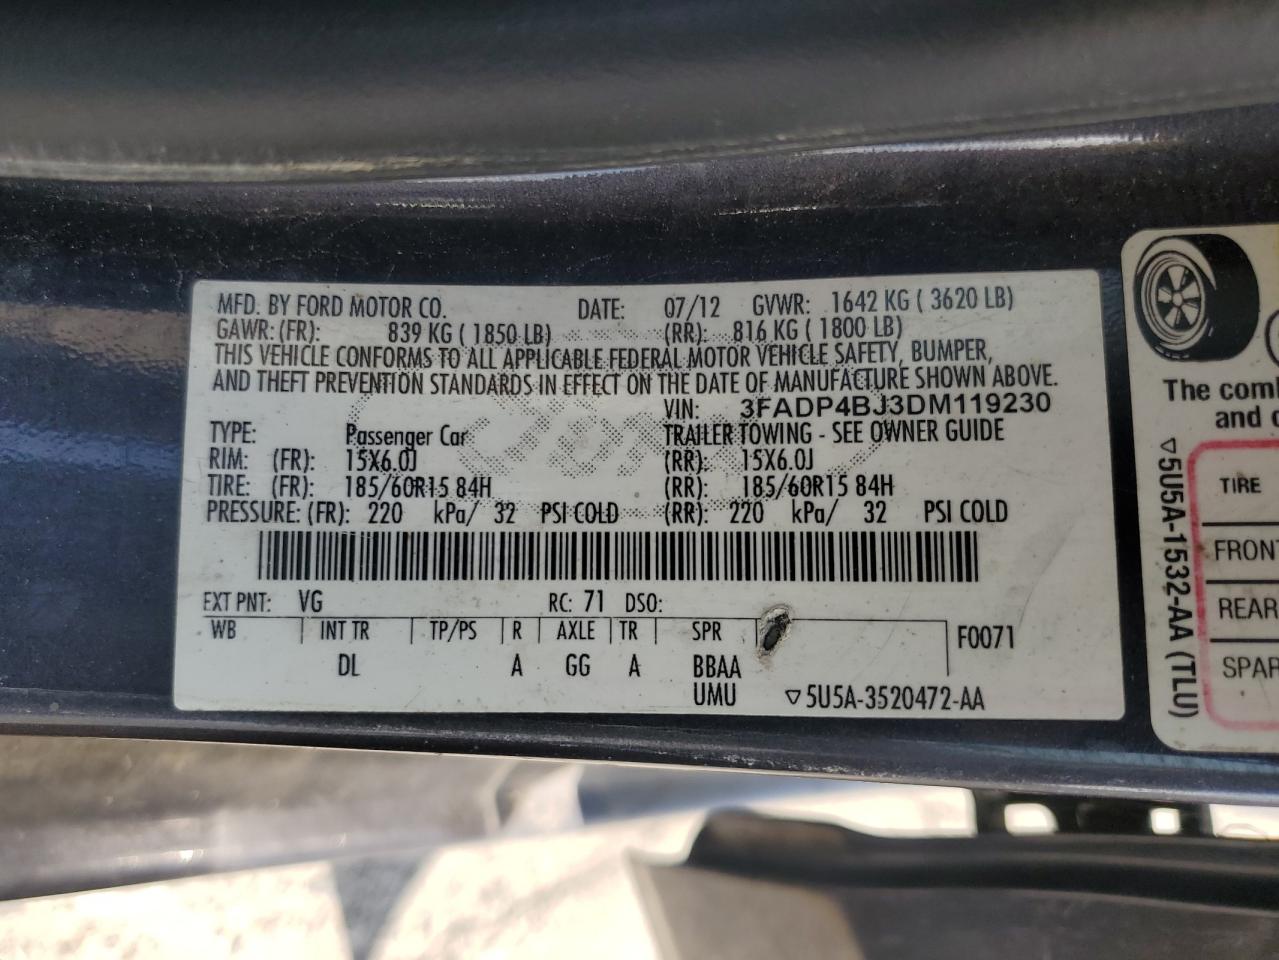 MFD. BY FORD MOTOR CO. DATE: 07/12 GVWR: 1642 KG ( 3620 LB)
GAWR: (FR): 839 KG ( 1850 LB) (RR): 816 KG ( 1800 LB)
THIS VEHICLE CONFORMS TO ALL APPLICABLE FEDERAL MOTOR VEHICLE SAFETY, BUMPER,
AND THEFT PREVENTION STANDARDS IN EFFECT ON THE DATE OF MANUFACTURE SHOWN ABOVE.
VIN: 3FADP4BJ3DM119230
TYPE: Passenger Car TRAILER TOWING - SEE OWNER GUIDE
RIM: (FR): 15X6.0J (RR): 15X6.0J
TIRE: (FR): 185/60R15 84H (RR): 185/60R15 84H
PRESSURE: (FR): 220 kPa/ 32 PSI COLD (RR): 220 kPa/ 32 PSI COLD
EXT PNT: VG RC: 71 DSO:
WB INT TR TP/PS R AXLE TR SPR F0071
DL A GG A BBAA
UMU ▽5U5A-3520472-AA
The
and
▽5U5A-1532-AA (TLU)
TIRE
REAR